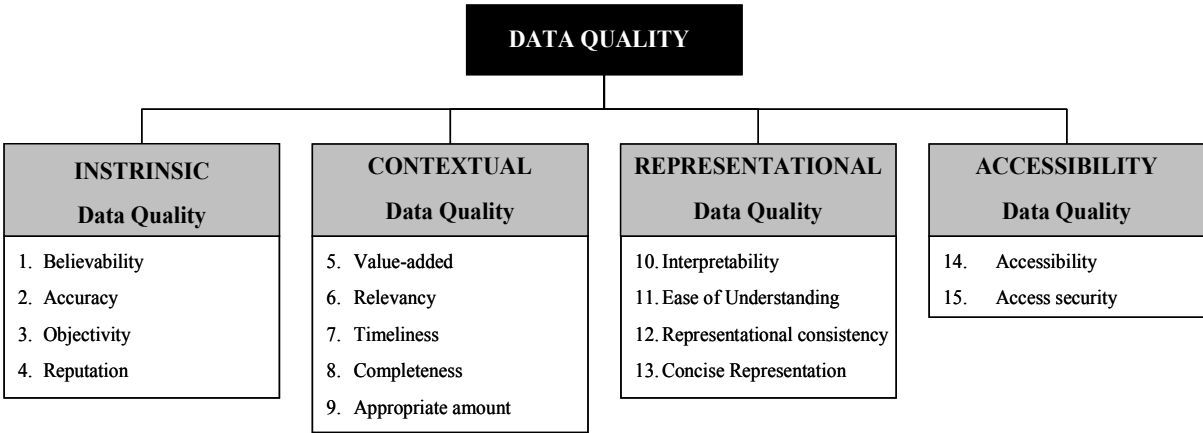 DATA QUALITY
INSTRINSIC
Data Quality
1. Believability
2. Accuracy
3. Objectivity
4. Reputation
CONTEXTUAL
Data Quality
5. Value-added
6. Relevancy
7. Timeliness
8. Completeness
9. Appropriate amount
REPRESENTATIONAL
Data Quality
10. Interpretability
11. Ease of Understanding
12. Representational consistency
13. Concise Representation
ACCESSIBILITY
Data Quality
14. Accessibility
15. Access security